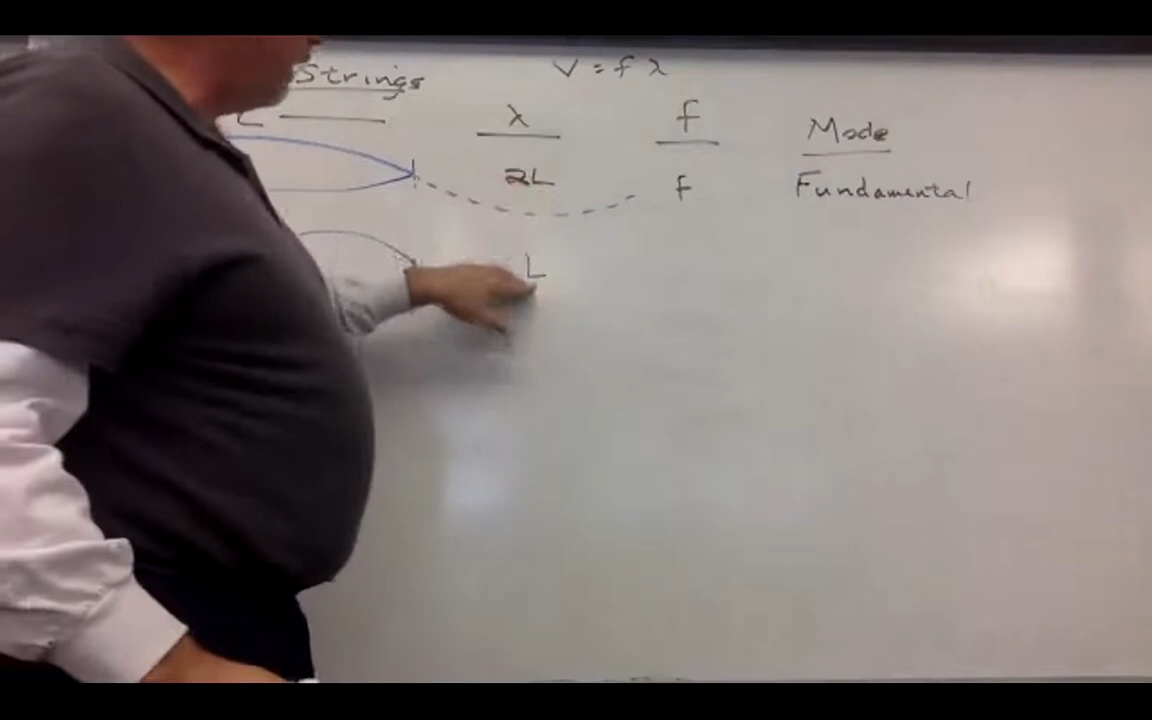 Strings
V = f λ
L
λ
f
Mode
2L
f
Fundamental
L